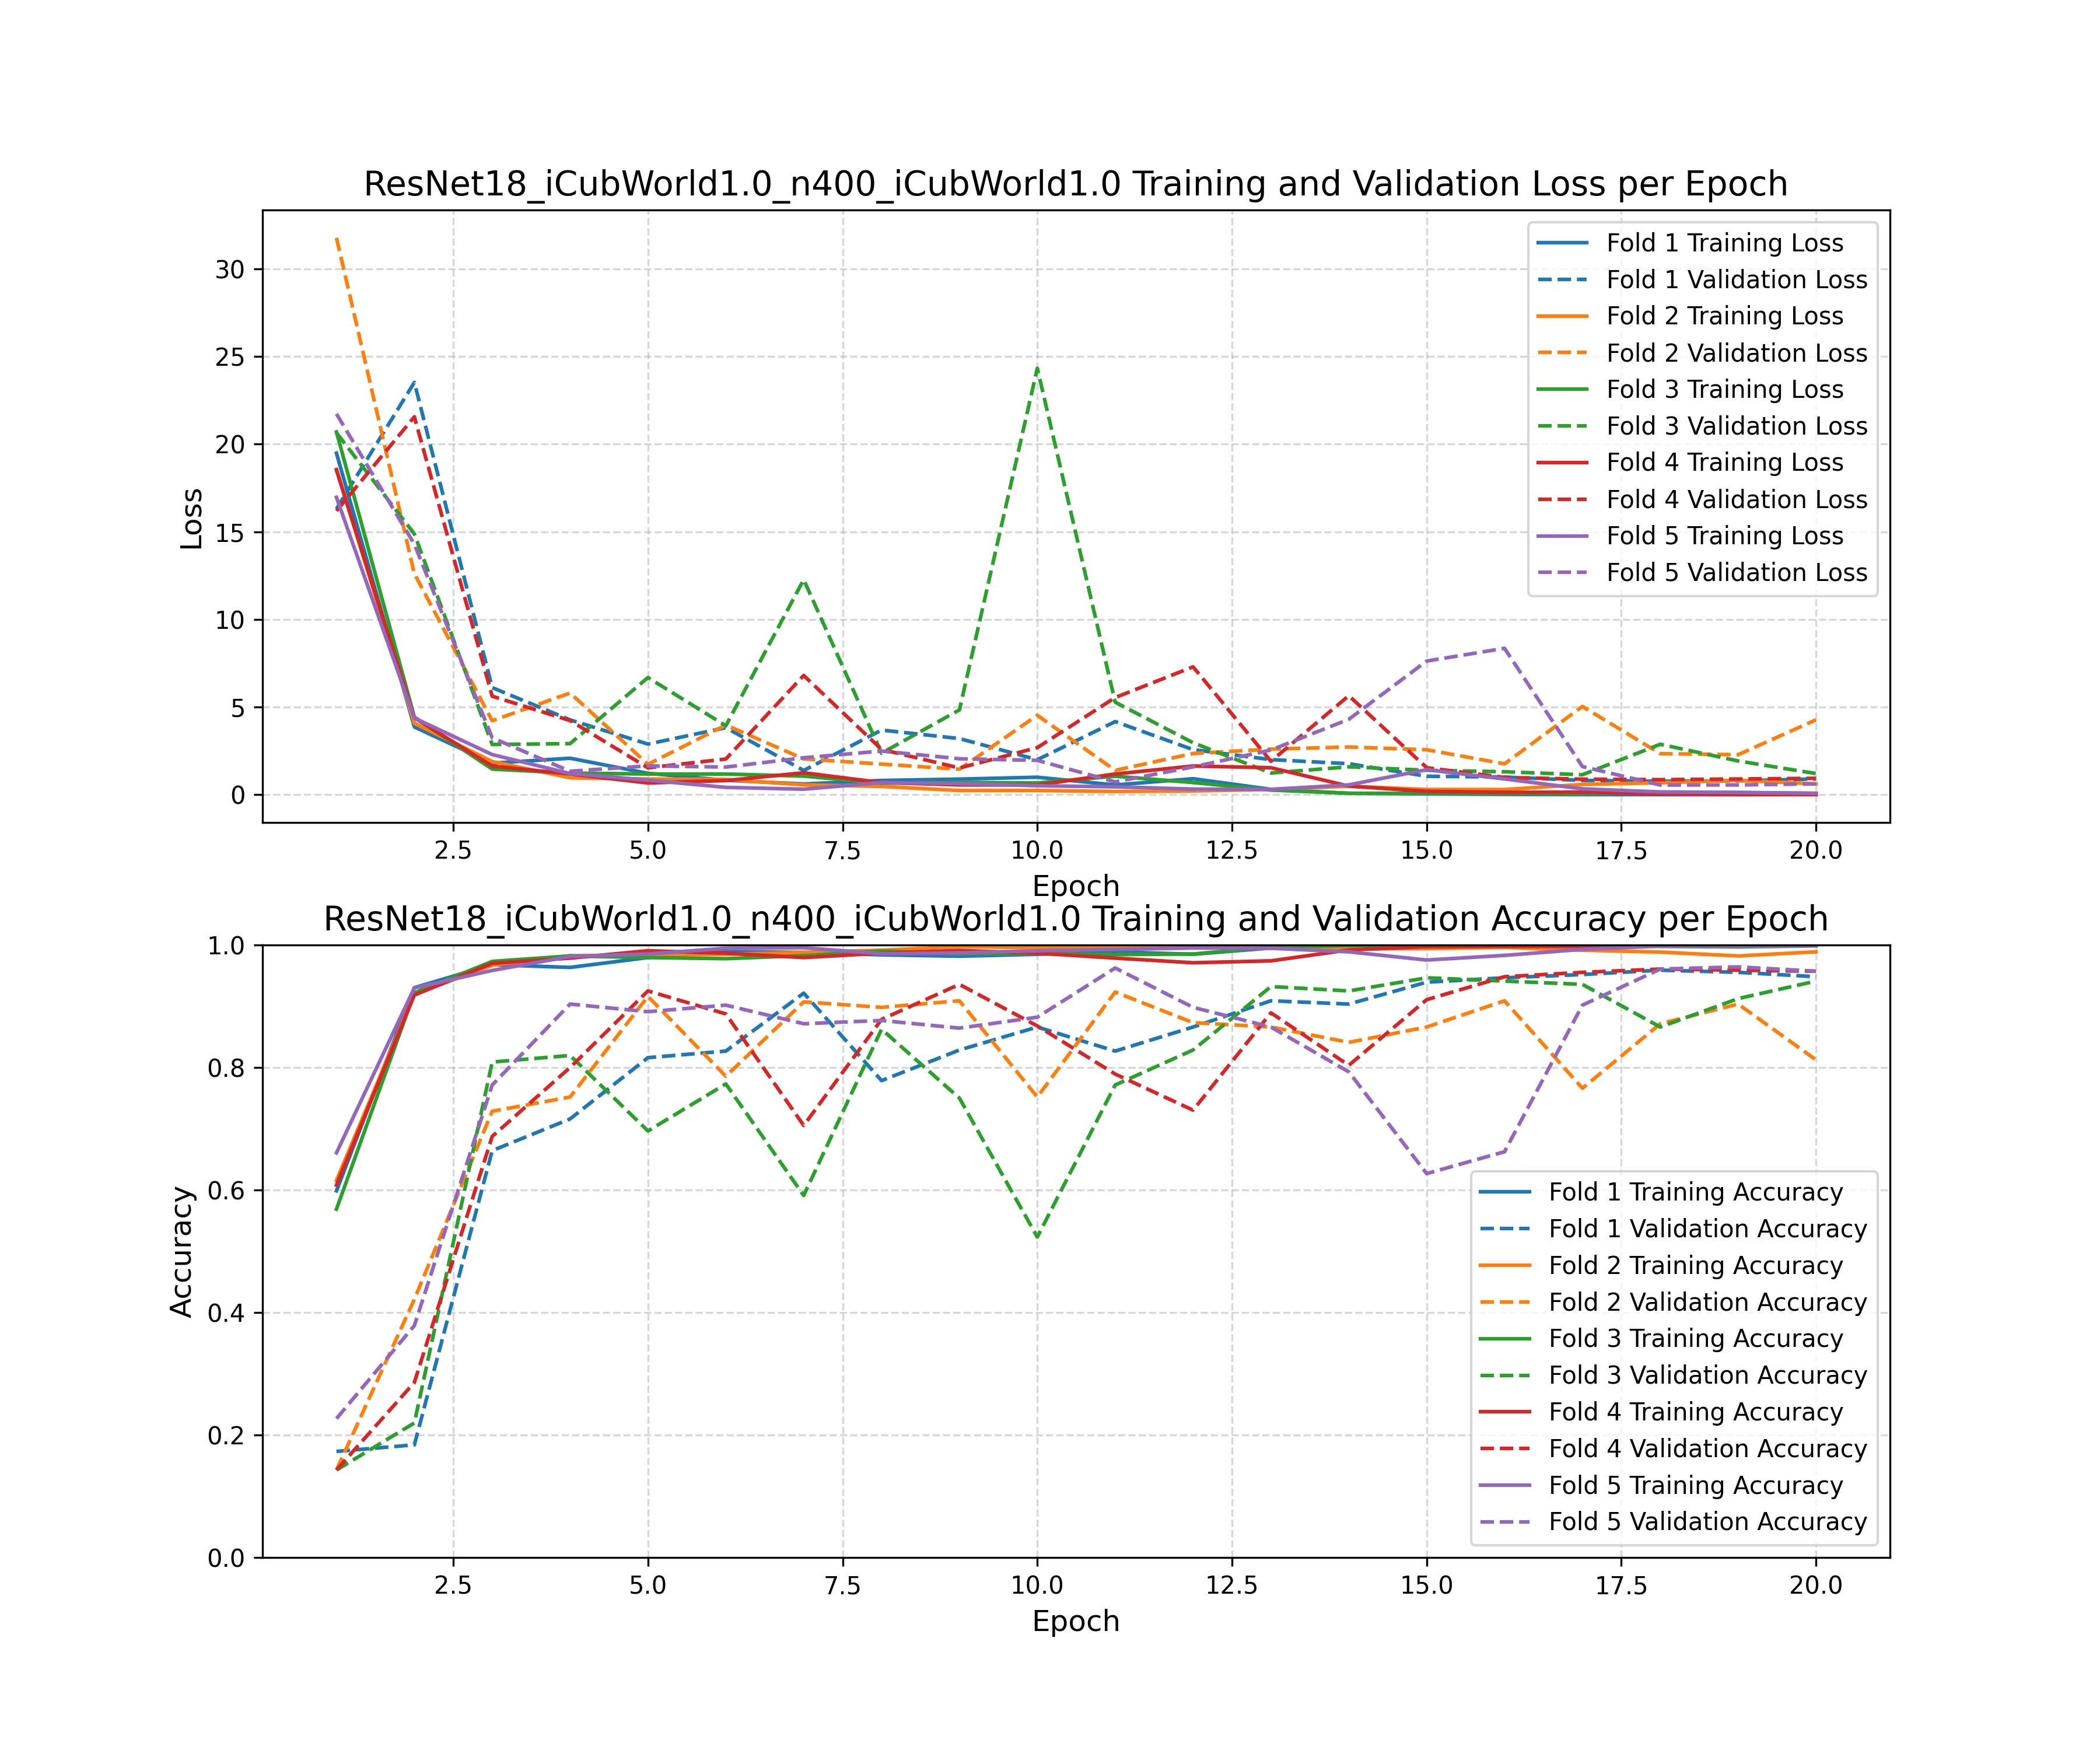 ResNet18_iCubWorld1.0_n400_iCubWorld1.0 Training and Validation Loss per Epoch
Loss
30
25
20
15
10
5
0
Fold 1 Training Loss
Fold 1 Validation Loss
Fold 2 Training Loss
Fold 2 Validation Loss
Fold 3 Training Loss
Fold 3 Validation Loss
Fold 4 Training Loss
Fold 4 Validation Loss
Fold 5 Training Loss
Fold 5 Validation Loss
2.5 5.0 7.5 10.0 12.5 15.0 17.5 20.0
Epoch
ResNet18_iCubWorld1.0_n400_iCubWorld1.0 Training and Validation Accuracy per Epoch
Accuracy
1.0
0.8
0.6
0.4
0.2
0.0
Fold 1 Training Accuracy
Fold 1 Validation Accuracy
Fold 2 Training Accuracy
Fold 2 Validation Accuracy
Fold 3 Training Accuracy
Fold 3 Validation Accuracy
Fold 4 Training Accuracy
Fold 4 Validation Accuracy
Fold 5 Training Accuracy
Fold 5 Validation Accuracy
2.5 5.0 7.5 10.0 12.5 15.0 17.5 20.0
Epoch